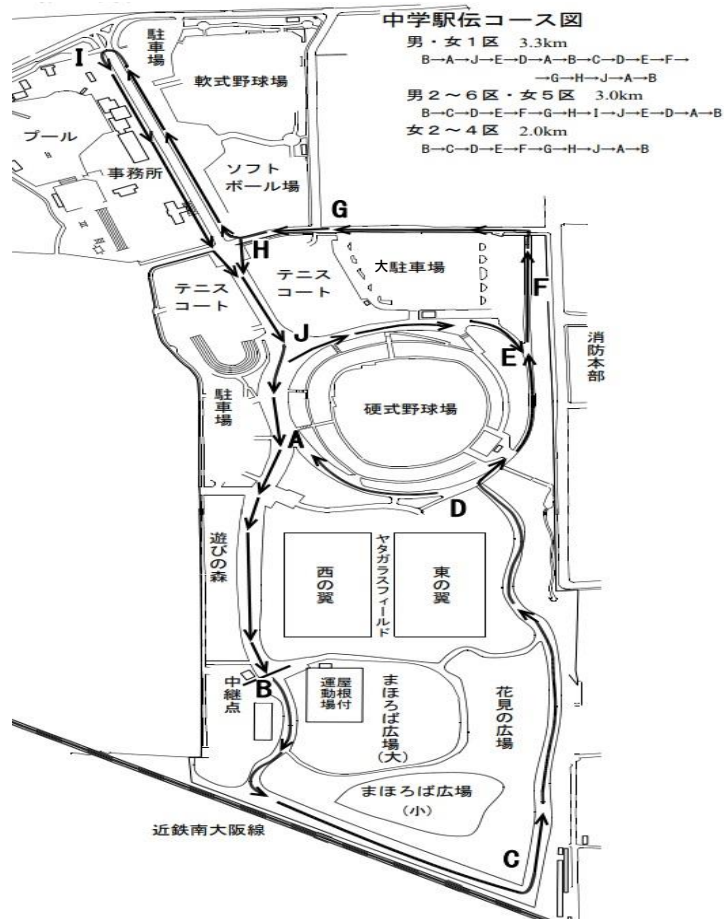 中学駅伝コース図
男・女1区 3.3km
B→A→J→E→D→A→B→C→D→E→F→
→G→H→J→A→B
男2～6区・女5区 3.0km
B→C→D→E→F→G→H→I→J→E→D→A→B
女2～4区 2.0km
B→C→D→E→F→G→H→J→A→B
駐車場
I
軟式野球場
プール
事務所
ソフト
ボール場
G
H
テニス
コート
大駐車場
F
テニス
コート
J
E
消防本部
駐車場
硬式野球場
A
D
遊びの森
西の翼
ヤタガラスフィールド
東の翼
B
中継点
屋根付
運動場
まほろば広場
(大)
花見の広場
まほろば広場
(小)
近鉄南大阪線
C